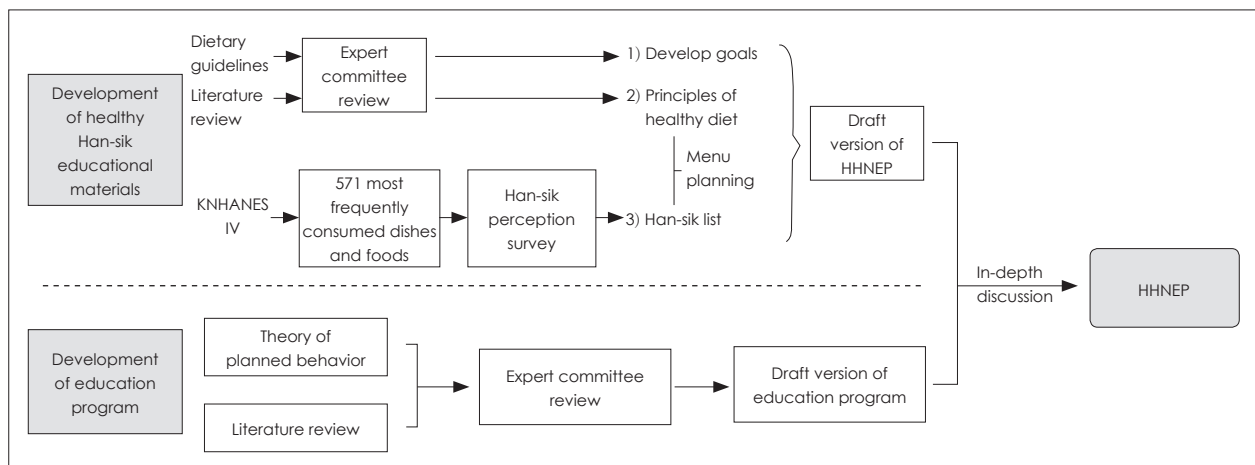 Development
of healthy
Han-sik
educational
materials
Dietary
guidelines
Literature
review
Expert
committee
review
1) Develop goals
2) Principles of
healthy diet
Menu
planning
3) Han-sik list
KNHANES
IV
571 most
frequently
consumed dishes
and foods
Han-sik
perception
survey
Draft
version of
HHNEP
In-depth
discussion
HHNEP
Development
of education
program
Theory of
planned behavior
Literature review
Expert committee
review
Draft version of
education program